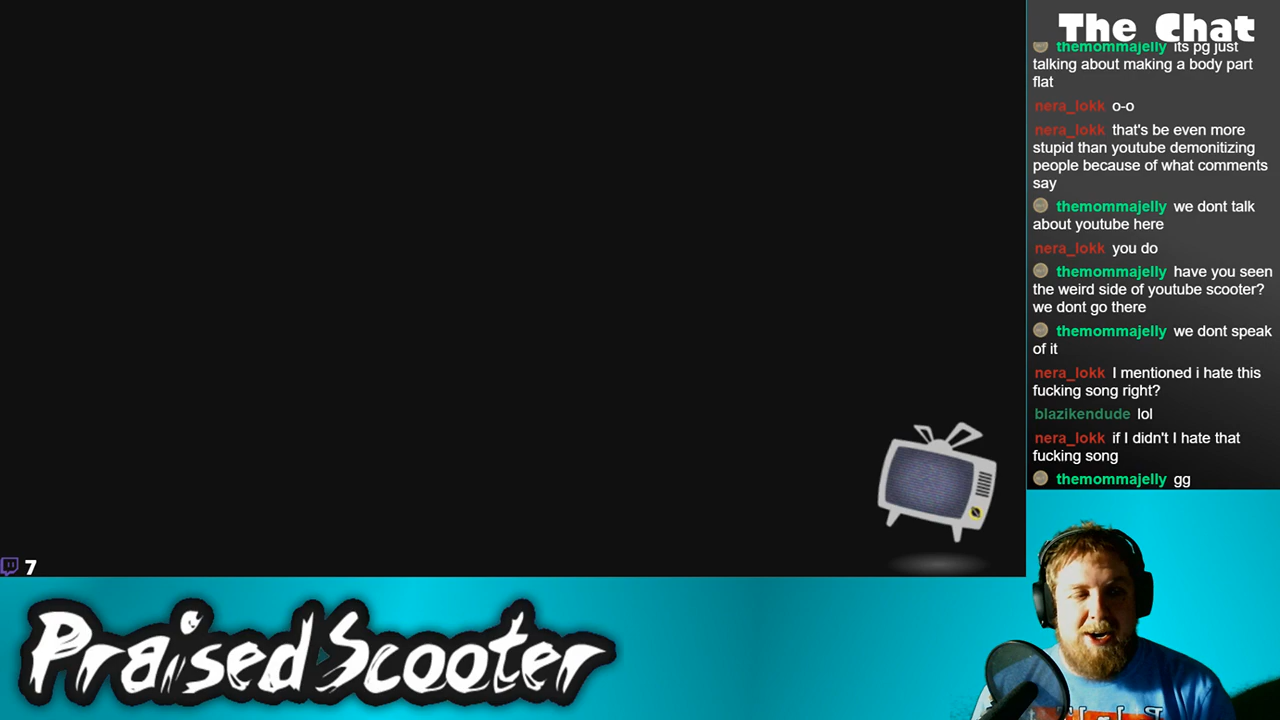 The Chat
themommajelly its pg just
talking about making a body part
flat
nera_lokk o-o
nera_lokk that's be even more
stupid than youtube demonitizing
people because of what comments
say
themommajelly we dont talk
about youtube here
nera_lokk you do
themommajelly have you seen
the weird side of youtube scooter?
we dont go there
themommajelly we dont speak
of it
nera_lokk I mentioned i hate this
fucking song right?
blazikendude lol
nera_lokk if I didn't I hate that
fucking song
themommajelly gg
7
PraisedScooter